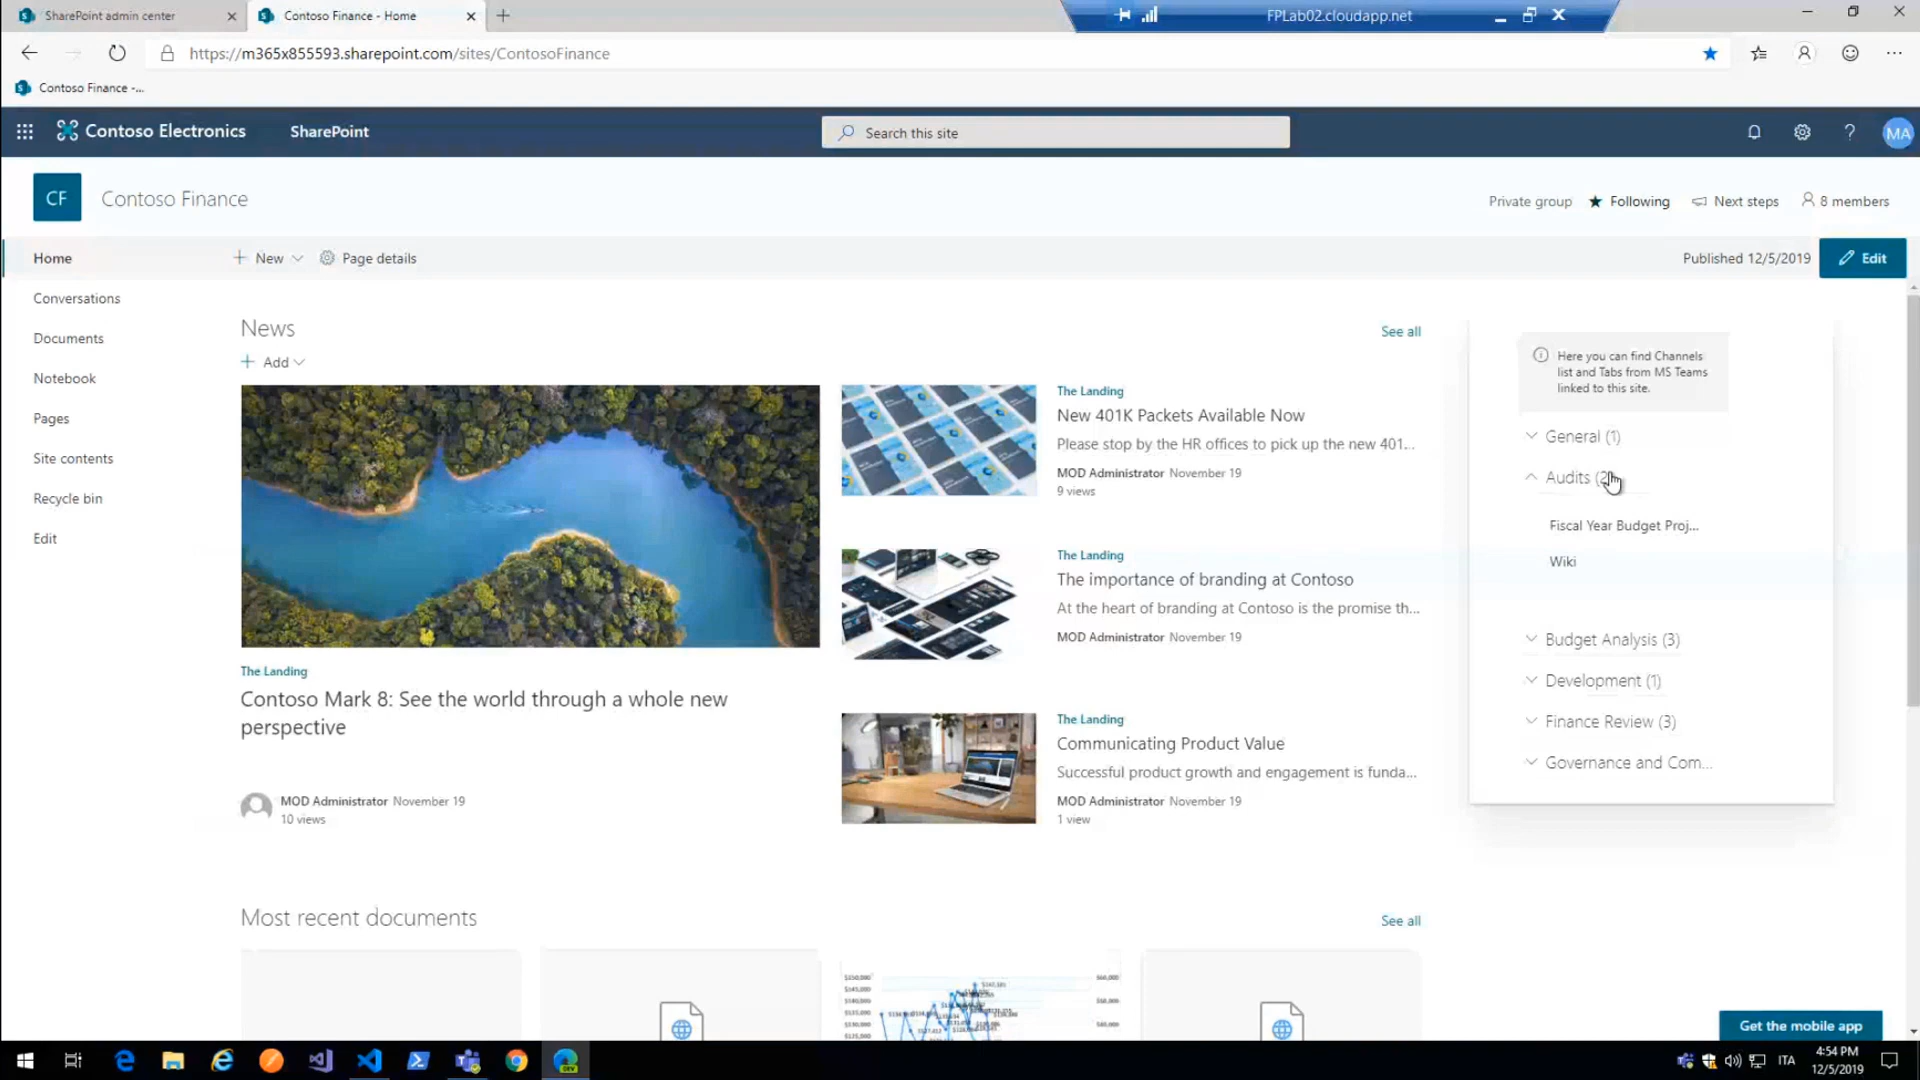 SharePoint admin center
Contoso Finance - Home
FPLab02.cloudapp.net
https://m365x855593.sharepoint.com/sites/ContosoFinance
Contoso Finance -...
Contoso Electronics
SharePoint
Search this site
?
MA
CF
Contoso Finance
Private group
Following
Next steps
8 members
Home
New
Page details
Published 12/5/2019
Edit
Conversations
Documents
Notebook
Pages
Site contents
Recycle bin
Edit
News
See all
Add
The Landing
Contoso Mark 8: See the world through a whole new
perspective
MOD Administrator November 19
10 views
The Landing
New 401K Packets Available Now
Please stop by the HR offices to pick up the new 401...
MOD Administrator November 19
9 views
The Landing
The importance of branding at Contoso
At the heart of branding at Contoso is the promise th...
MOD Administrator November 19
The Landing
Communicating Product Value
Successful product growth and engagement is funda...
MOD Administrator November 19
1 view
Here you can find Channels
list and Tabs from MS Teams
linked to this site.
General (1)
Audits (2
Fiscal Year Budget Proj...
Wiki
Budget Analysis (3)
Development (1)
Finance Review (3)
Governance and Com...
Most recent documents
See all
Get the mobile app
ITA
4:54 PM
12/5/2019